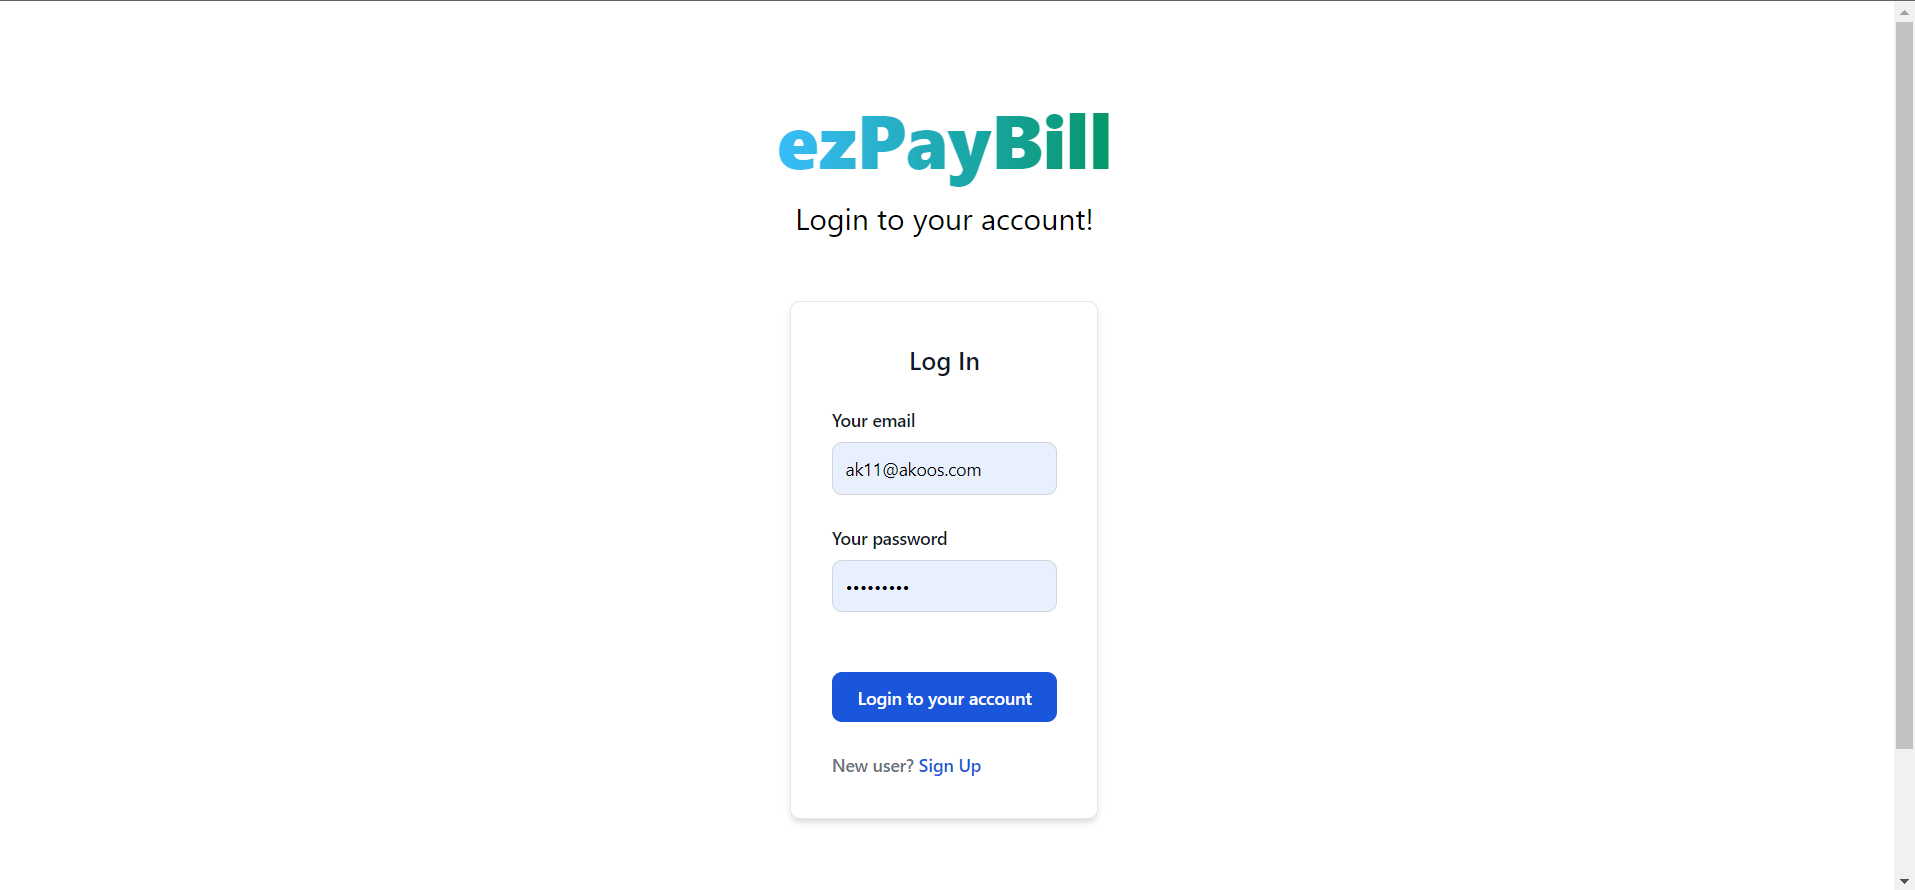 ezPayBill
Login to your account!
Log In
Your email
ak11@akoos.com
Your password
•••••••••
Login to your account
New user? Sign Up